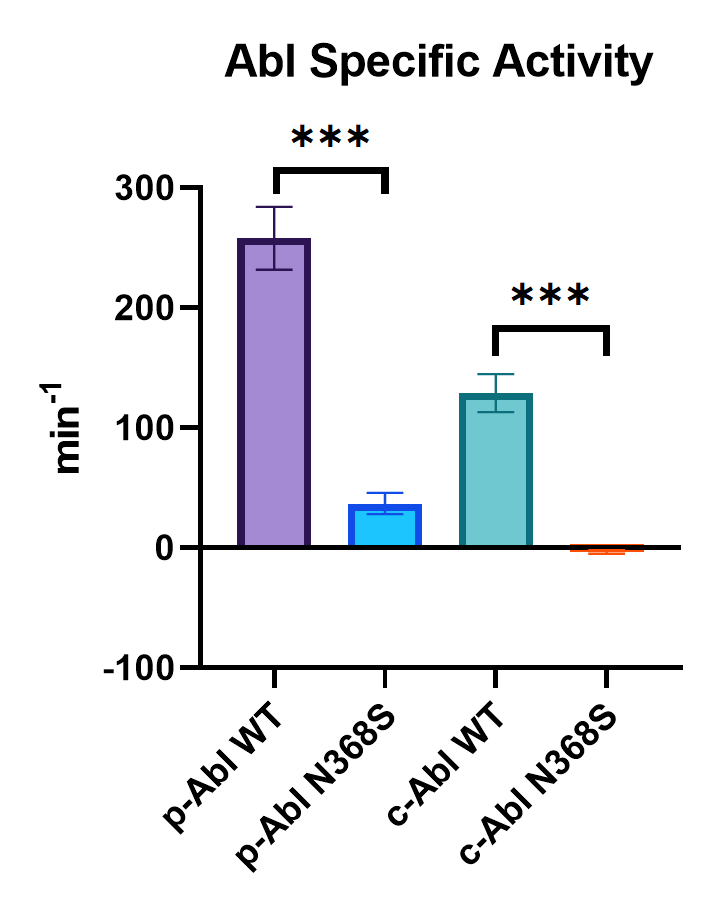 Abl Specific Activity
***
300
***
200
100
0
-100
min⁻¹
p-Abl WT
p-Abl N368S
c-Abl WT
c-Abl N368S